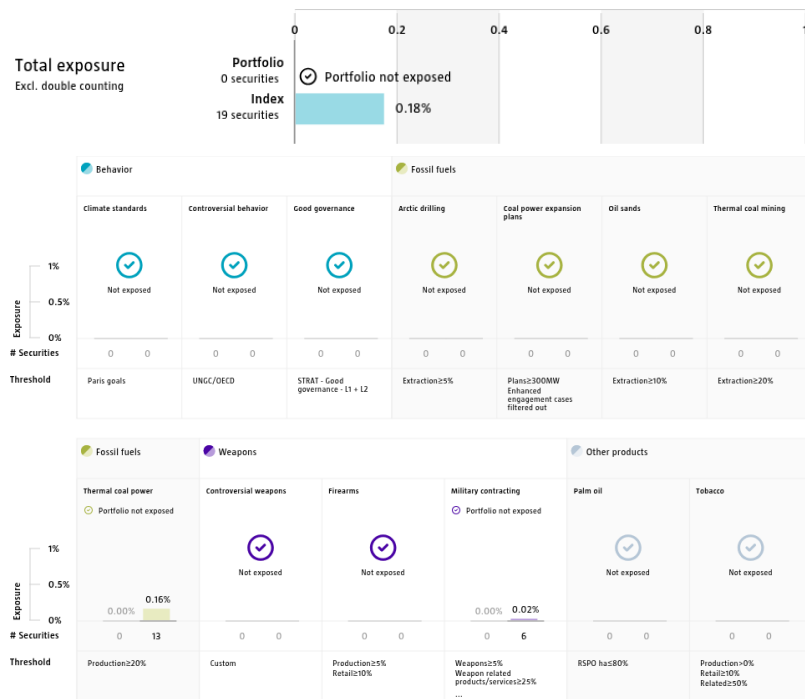 0 0.2 0.4 0.6 0.8 1
Total exposure
Excl. double counting
Portfolio
0 securities
Portfolio not exposed
Index
19 securities
0.18%
Behavior
Fossil fuels
Climate standards
Controversial behavior
Good governance
Arctic drilling
Coal power expansion
plans
Oil sands
Thermal coal mining
Exposure
1%
0.5%
0%
Not exposed Not exposed Not exposed Not exposed Not exposed Not exposed Not exposed
# Securities 0 0 0 0 0 0 0 0 0 0 0 0 0 0
Threshold
Paris goals
UNGC/OECD
STRAT - Good
governance - L1 + L2
Extraction≥5%
Plans≥300MW
Enhanced
engagement cases
filtered out
Extraction≥10%
Extraction≥20%
Fossil fuels
Weapons
Other products
Thermal coal power
Portfolio not exposed
Controversial weapons
Firearms
Military contracting
Portfolio not exposed
Palm oil
Tobacco
Exposure
1%
0.5%
0%
0.00% 0.16%
Not exposed
Not exposed
0.00% 0.02%
Not exposed
Not exposed
# Securities 0 13 0 0 0 0 0 6 0 0 0 0
Threshold
Production≥20%
Custom
Production≥5%
Retail≥10%
Weapons≥5%
Weapon related
products/services≥25%
...
RSPO ha≤80%
Production>0%
Retail≥10%
Related≥50%